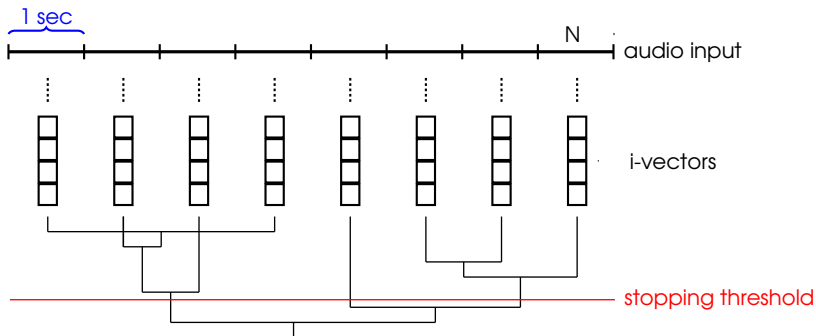 1 sec
N
audio input
i-vectors
stopping threshold